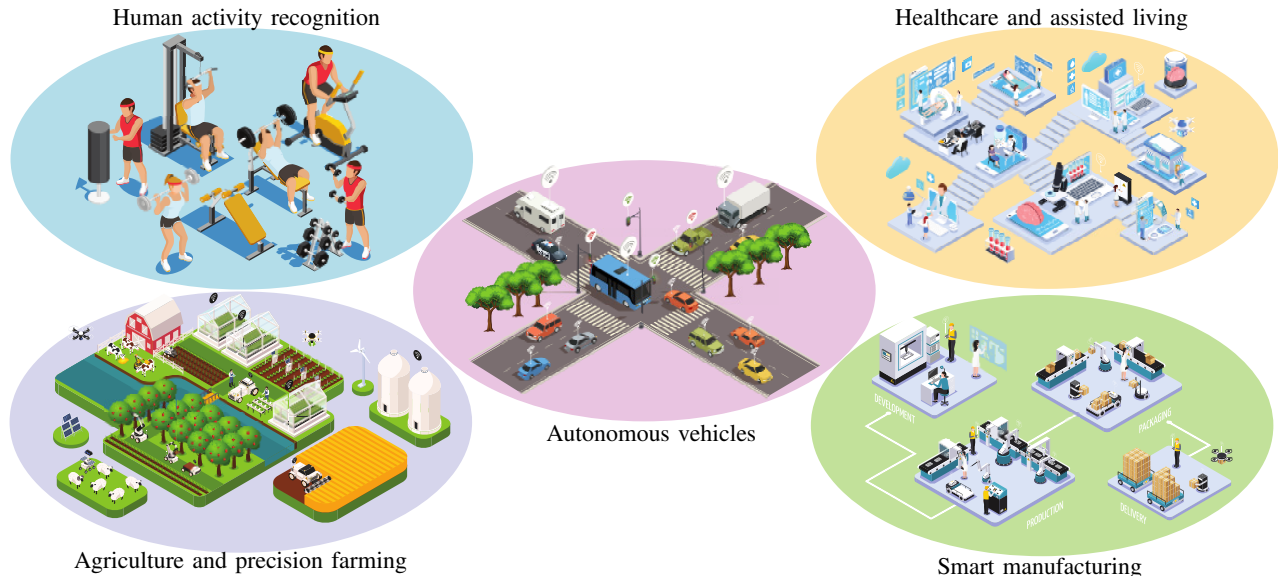 Human activity recognition
Healthcare and assisted living
Autonomous vehicles
DEVELOPMENT
PACKAGING
PRODUCTION
DELIVERY
Agriculture and precision farming
Smart manufacturing